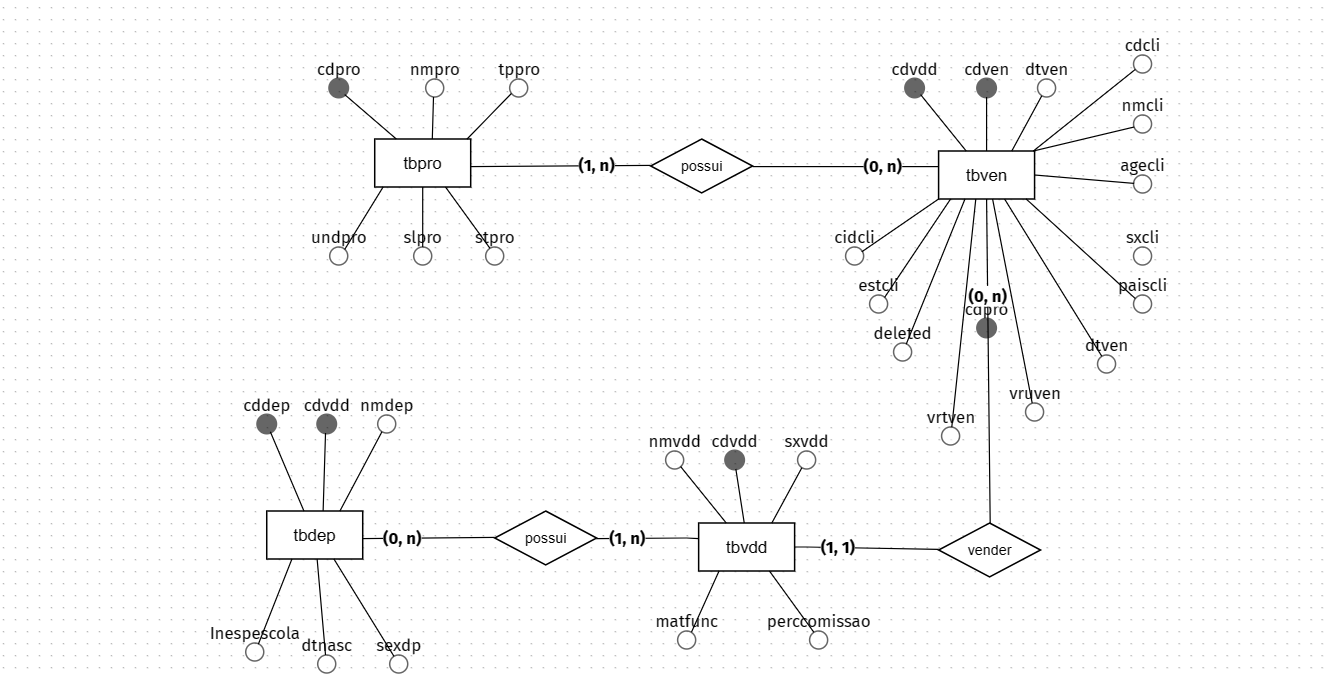 cdpro
nmpro
tppro
tbpro
undpro
slpro
stpro
(1, n)
possui
(0, n)
cdvdd
cdven
dtven
cdcli
nmcli
agecli
tbven
cidcli
sxcli
estcli
paiscli
(0, n)
cdpro
deleted
dtven
vruven
vrtven
cddep
cdvdd
nmdep
tbdep
Inespescola
dtnasc
sexdp
(0, n)
possui
(1, n)
nmvdd
cdvdd
sxvdd
tbvdd
matfunc
perccomissao
(1, 1)
vender